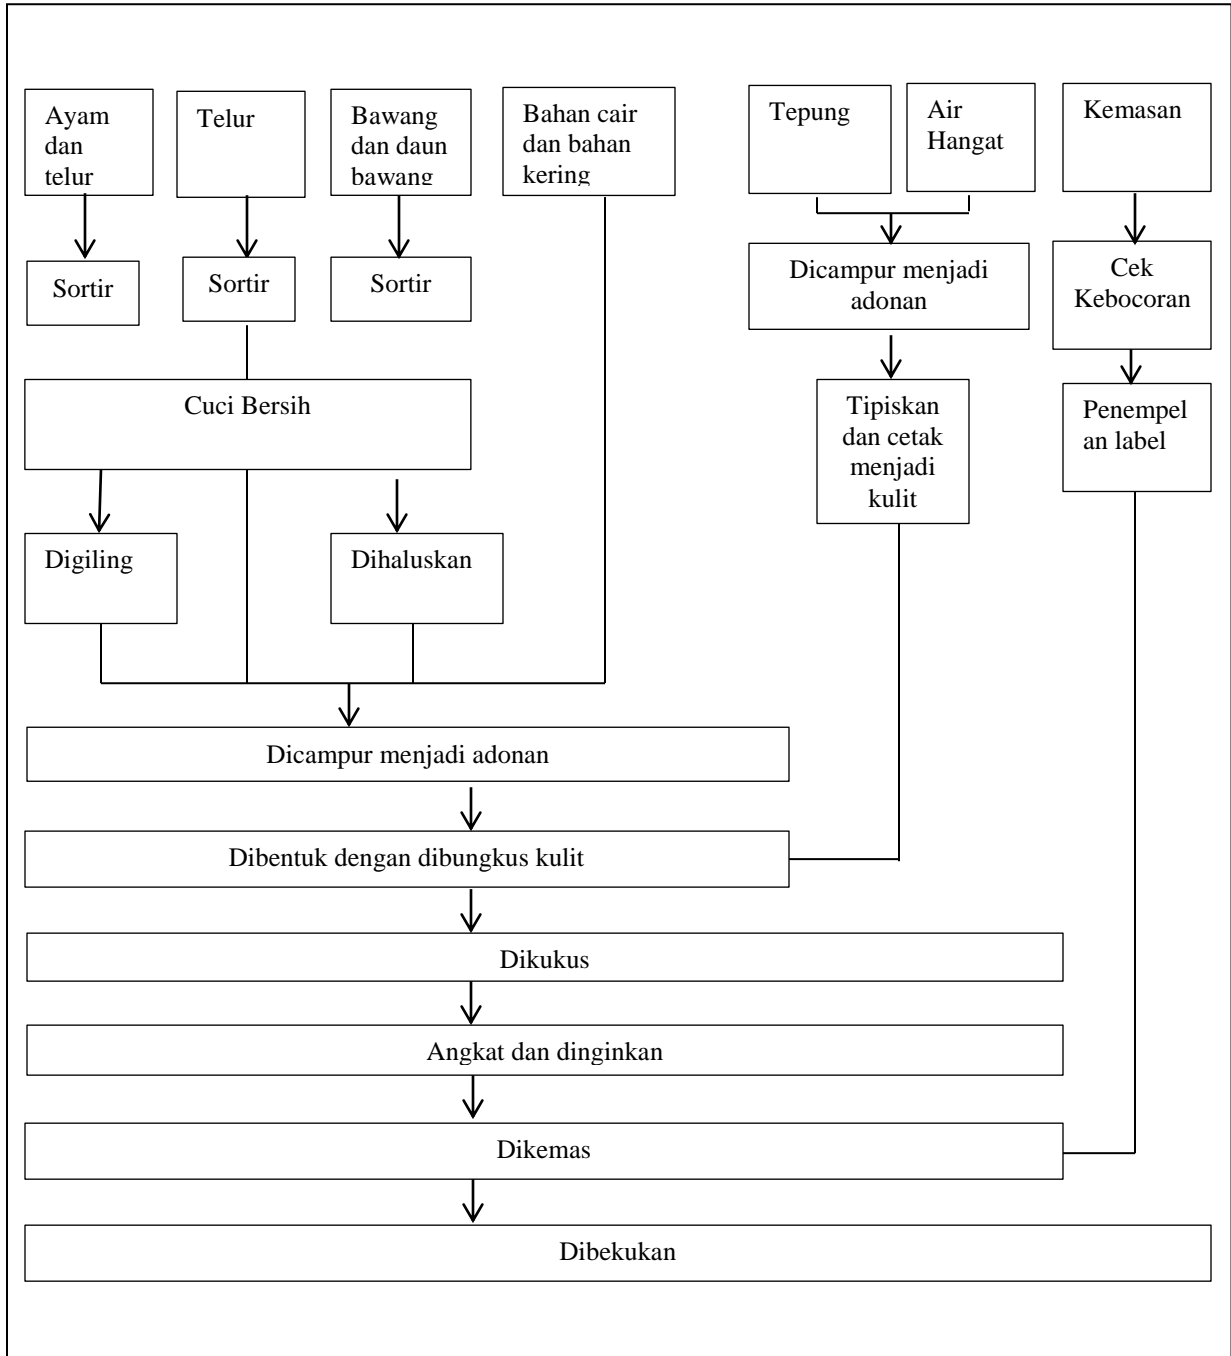 Ayam
dan
telur
Telur
Bawang
dan daun
bawang
Bahan cair
dan bahan
kering
Tepung
Air
Hangat
Kemasan
Sortir
Sortir
Sortir
Dicampur menjadi
adonan
Cek
Kebocoran
Cuci Bersih
Tipiskan
dan cetak
menjadi
kulit
Penempel
an label
Digiling
Dihaluskan
Dicampur menjadi adonan
Dibentuk dengan dibungkus kulit
Dikukus
Angkat dan dinginkan
Dikemas
Dibekukan